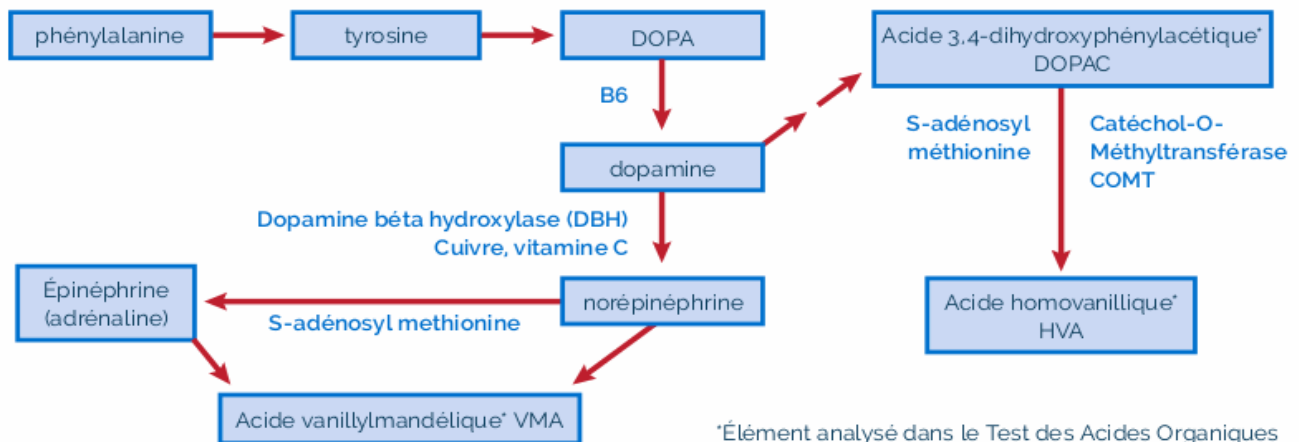 phénylalanine
tyrosine
DOPA
Acide 3,4-dihydroxyphénylacétique*
DOPAC
B6
S-adénosyl
méthionine
Catéchol-O-
Méthyltransférase
COMT
dopamine
Dopamine béta hydroxylase (DBH)
Cuivre, vitamine C
Épinéphrine
(adrénaline)
S-adénosyl methionine
norépinéphrine
Acide homovanillique*
HVA
Acide vanillylmandélique* VMA
*Élément analysé dans le Test des Acides Organiques